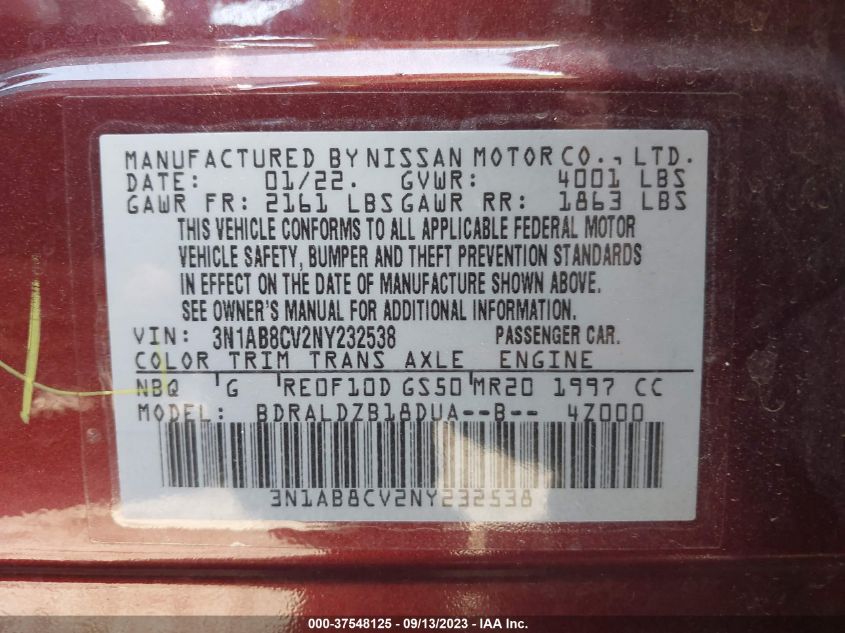 MANUFACTURED BY NISSAN MOTOR CO., LTD.
DATE: 01/22. GVWR: 4001 LBS
GAWR FR: 2161 LBS GAWR RR: 1863 LBS
THIS VEHICLE CONFORMS TO ALL APPLICABLE FEDERAL MOTOR
VEHICLE SAFETY, BUMPER AND THEFT PREVENTION STANDARDS
IN EFFECT ON THE DATE OF MANUFACTURE SHOWN ABOVE.
SEE OWNER'S MANUAL FOR ADDITIONAL INFORMATION.
VIN: 3N1AB8CV2NY232538 PASSENGER CAR.
COLOR TRIM TRANS AXLE ENGINE
NBQ G RE0F10D GS50 MR20 1997 CC
MODEL: BDRALDZB18DUA--B-- 4Z000
3N1AB8CV2NY232538
000-37548125 - 09/13/2023 - IAA Inc.